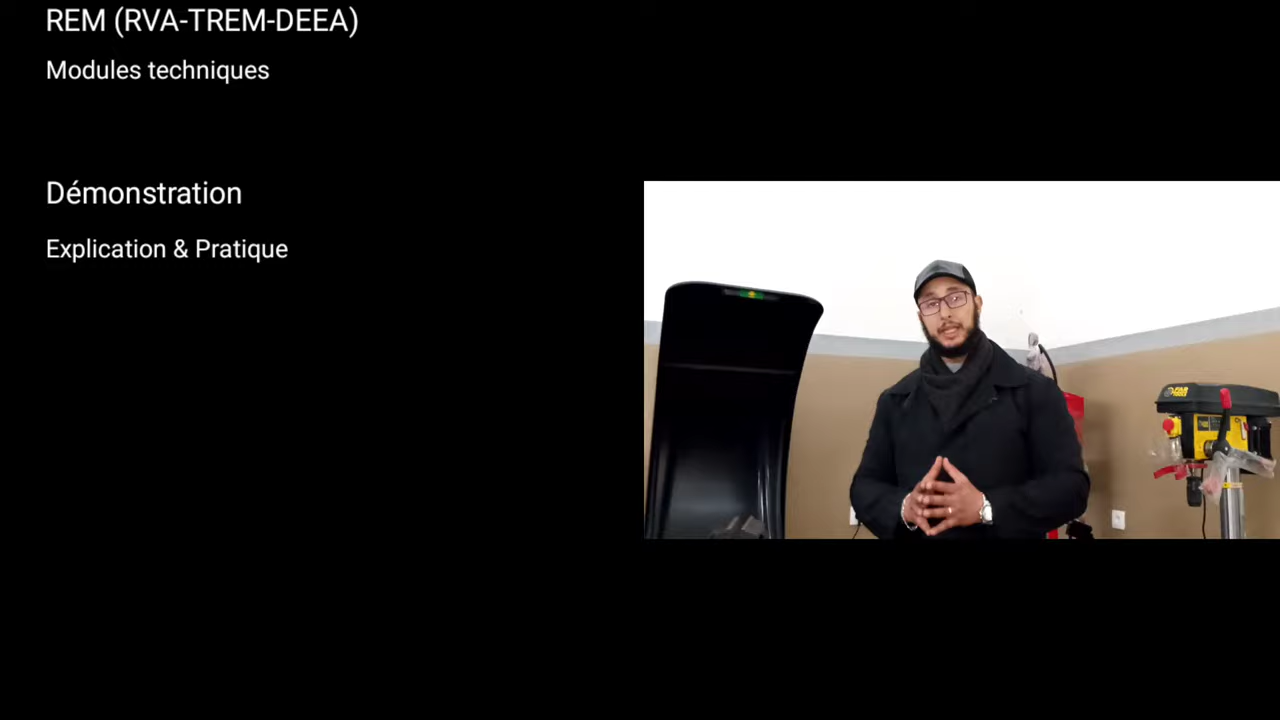 REM (RVA-TREM-DEEA)
Modules techniques
Démonstration
Explication & Pratique